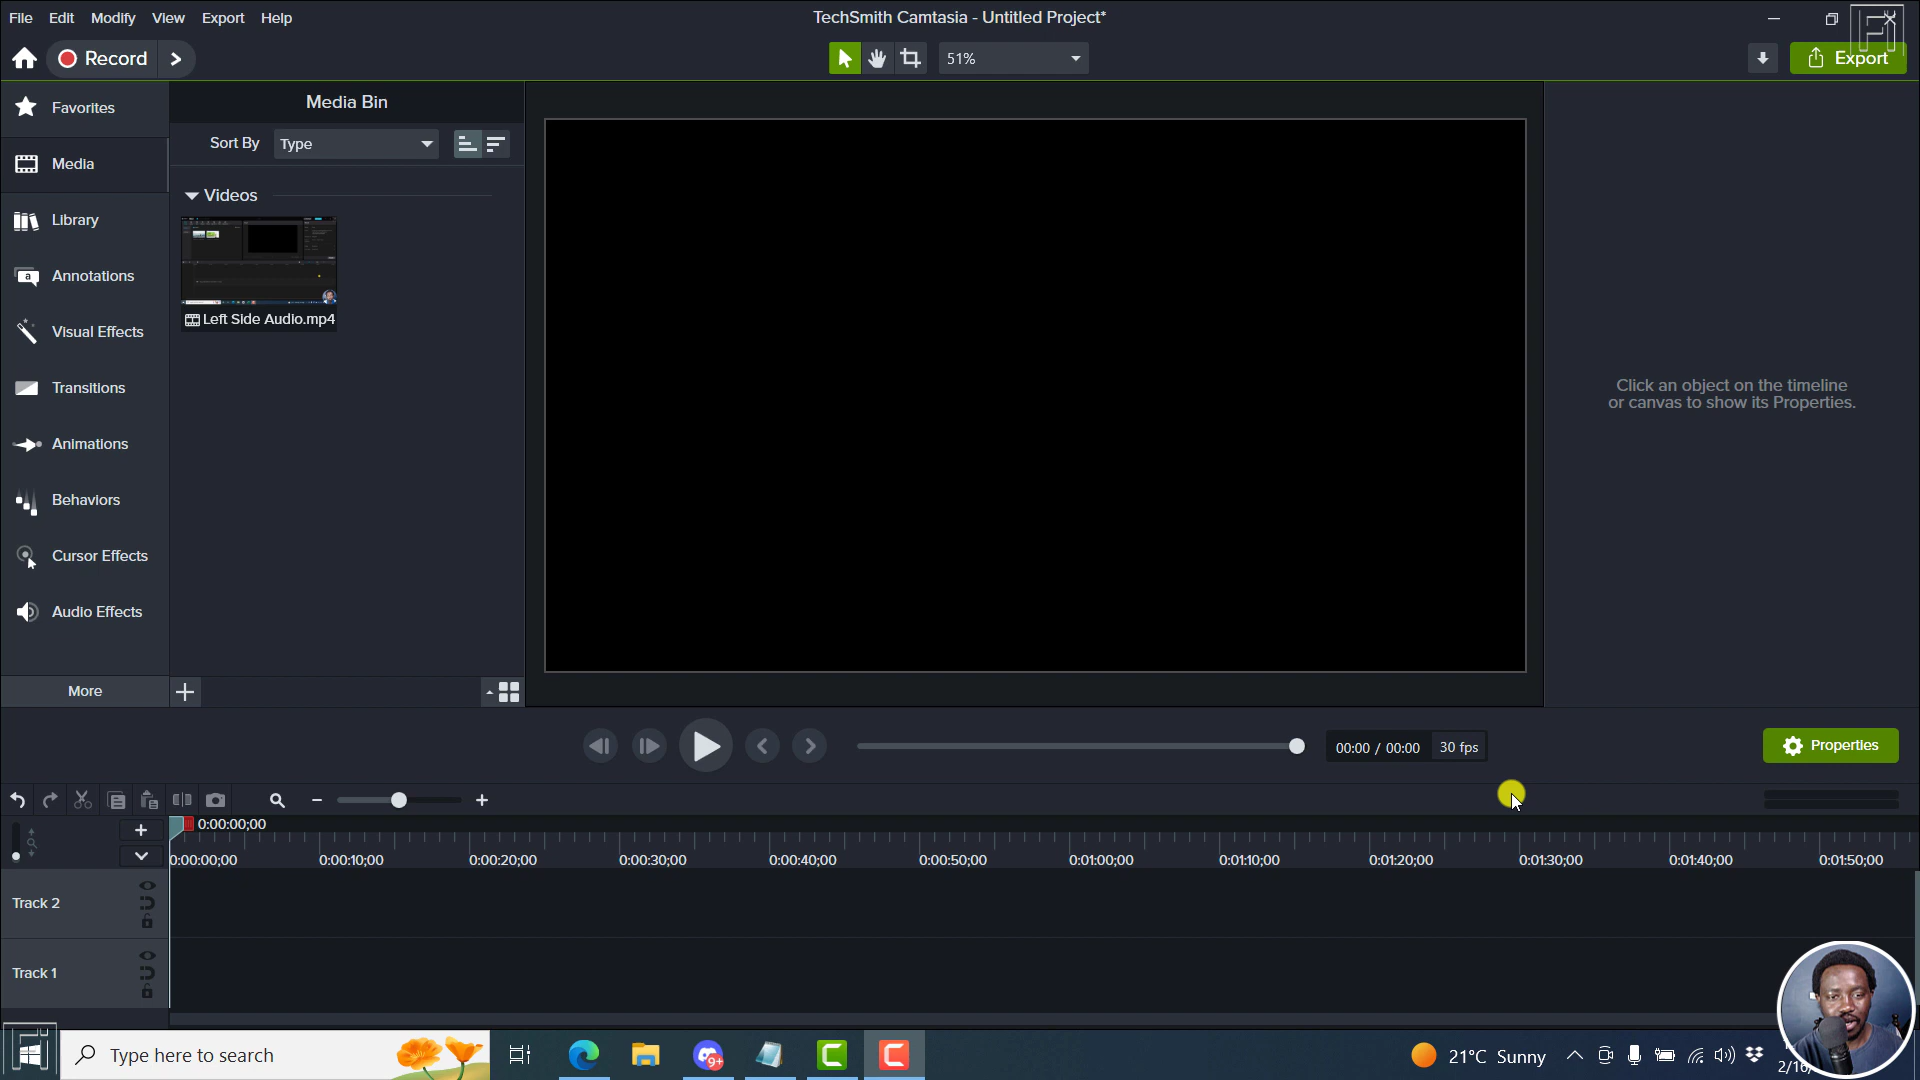 File Edit Modify View Export Help
TechSmith Camtasia - Untitled Project*
Record
51%
Export
Favorites
Media
Library
Annotations
Visual Effects
Transitions
Animations
Behaviors
Cursor Effects
Audio Effects
More
Media Bin
Sort By Type
Videos
Left Side Audio.mp4
Click an object on the timeline
or canvas to show its Properties.
00:00 / 00:00 30 fps
Properties
0:00:00;00
0:00:00;00 0:00:10;00 0:00:20;00 0:00:30;00 0:00:40;00 0:00:50;00 0:01:00;00 0:01:10;00 0:01:20;00 0:01:30;00 0:01:40;00 0:01:50;00
Track 2
Track 1
Type here to search
9+
21°C Sunny